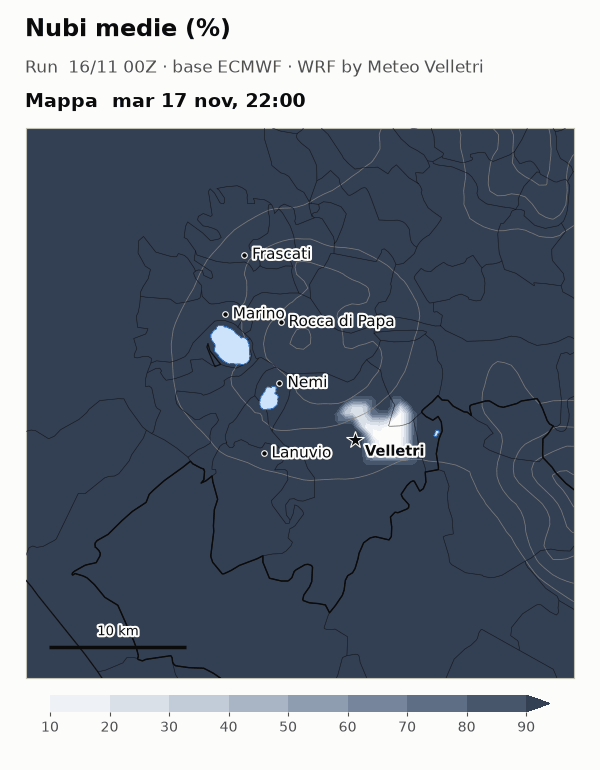 Nubi medie (%)
Run  16/11 00Z · base ECMWF · WRF by Meteo Velletri
Mappa  mar 17 nov, 22:00
Frascati
Marino
Rocca di Papa
Nemi
Velletri
Lanuvio
10 km
10 20 30 40 50 60 70 80 90